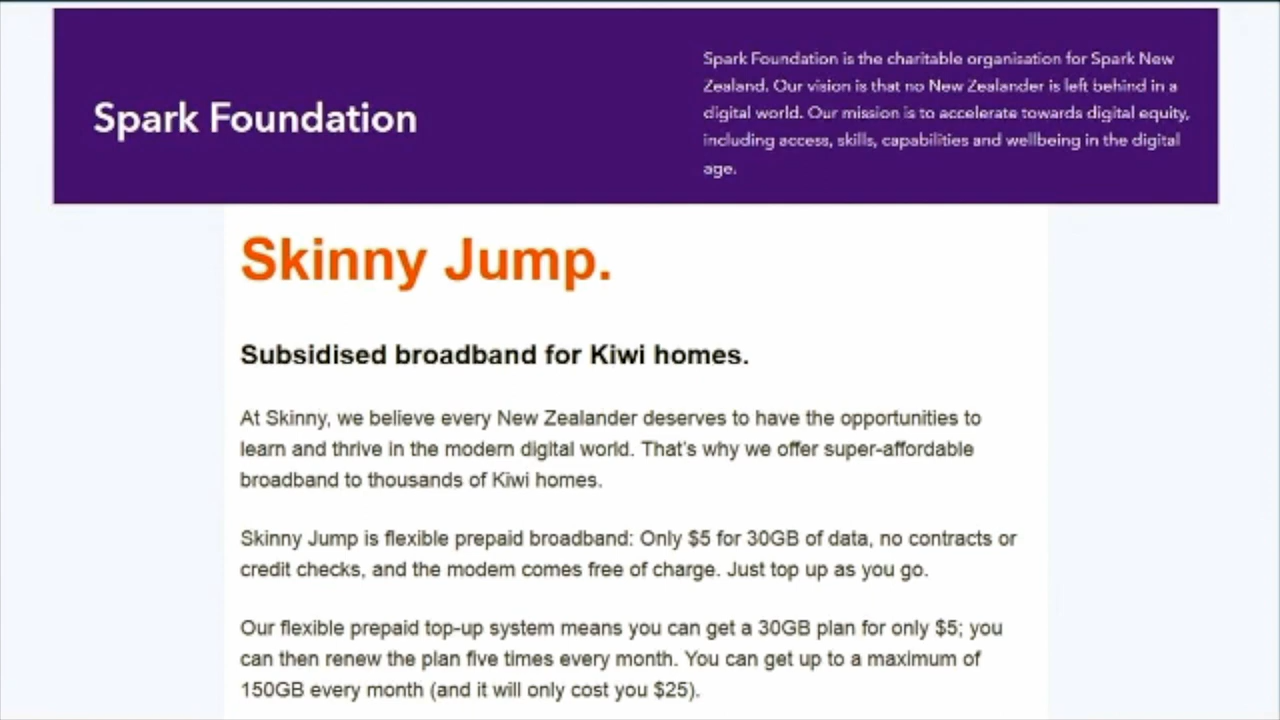 Spark Foundation
Spark Foundation is the charitable organisation for Spark New
Zealand. Our vision is that no New Zealander is left behind in a
digital world. Our mission is to accelerate towards digital equity,
including access, skills, capabilities and wellbeing in the digital
age.
Skinny Jump.
Subsidised broadband for Kiwi homes.
At Skinny, we believe every New Zealander deserves to have the opportunities to
learn and thrive in the modern digital world. That's why we offer super-affordable
broadband to thousands of Kiwi homes.
Skinny Jump is flexible prepaid broadband: Only $5 for 30GB of data, no contracts or
credit checks, and the modem comes free of charge. Just top up as you go.
Our flexible prepaid top-up system means you can get a 30GB plan for only $5; you
can then renew the plan five times every month. You can get up to a maximum of
150GB every month (and it will only cost you $25).